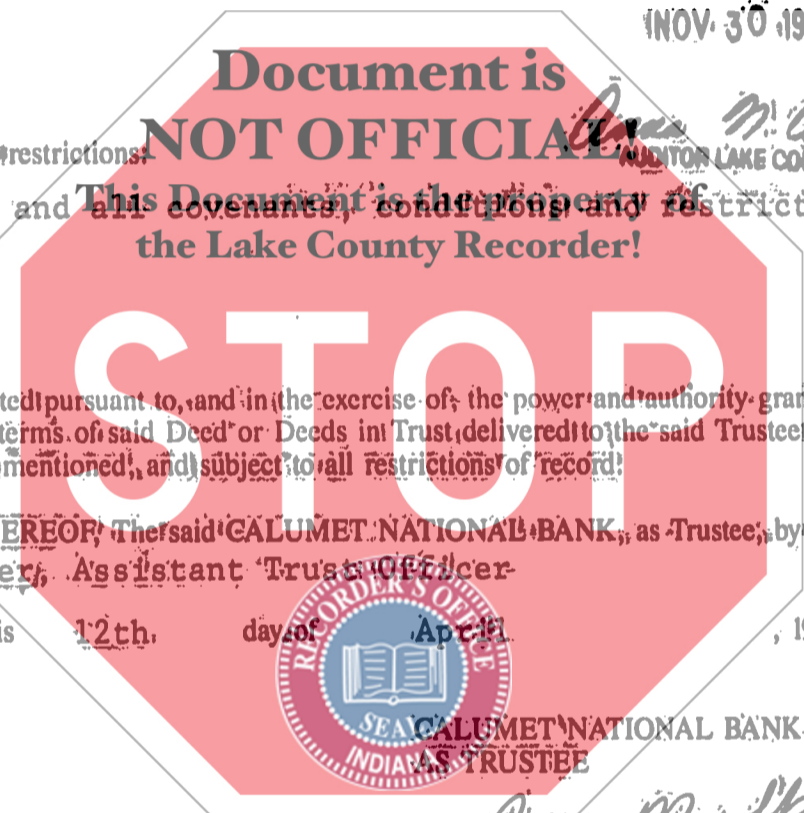 NOV 30 19
Document is
NOT OFFICIAL!
restrictions.
AUDITOR LAKE CO
This Document is the property of
and all covenants, conditions and restrict
the Lake County Recorder!
STOP
ted pursuant to, and in the exercise of, the power and authority gran
terms of said Deed or Deeds in Trust delivered to the said Trustee
mentioned, and subject to all restrictions of record.
EREOF, The said CALUMET NATIONAL BANK, as Trustee, by
er, Assistant Trust Officer
is 12th day of April , 1
RECORDER'S OFFICE
SEAL
INDIANA
CALUMET NATIONAL BANK
AS TRUSTEE